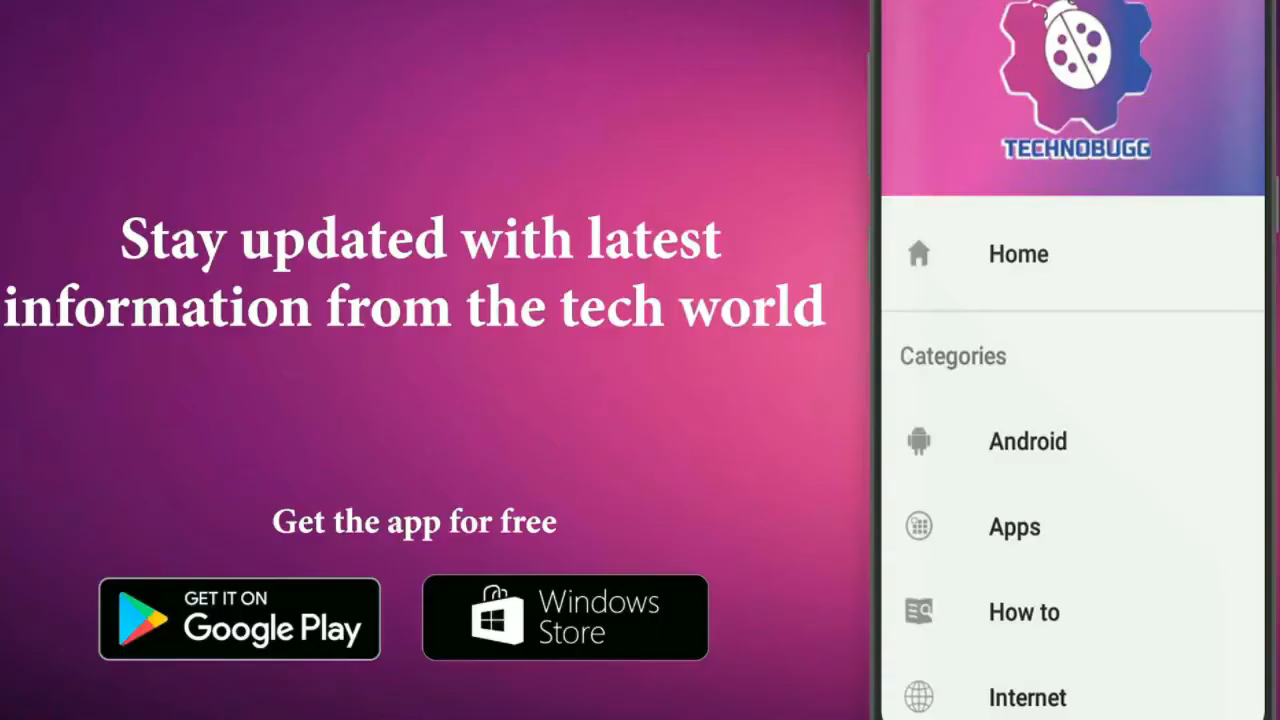 Stay updated with latest
information from the tech world
Get the app for free
GET IT ON
Google Play
Windows
Store
TECHNOBUGG
Home
Categories
Android
Apps
How to
Internet